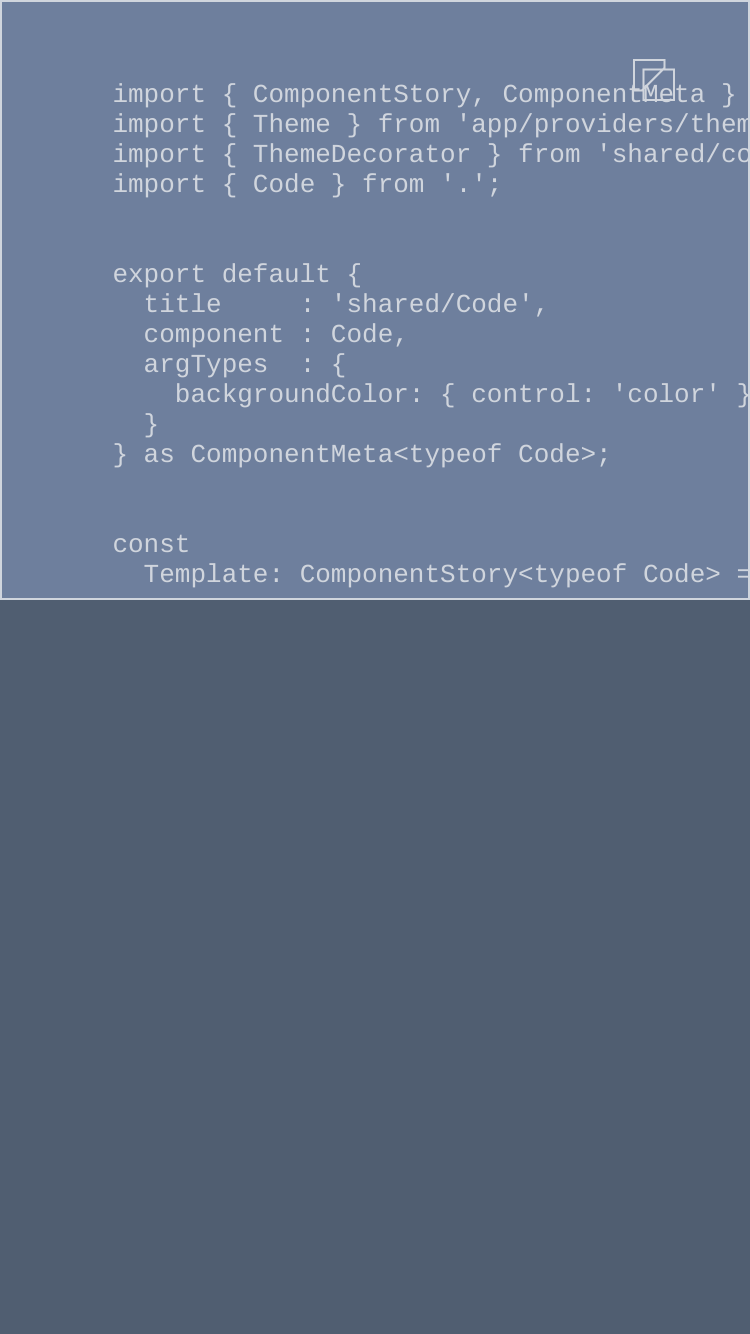 import { ComponentStory, ComponentMeta }
import { Theme } from 'app/providers/them
import { ThemeDecorator } from 'shared/co
import { Code } from '.';
export default {
  title     : 'shared/Code',
  component : Code,
  argTypes  : {
    backgroundColor: { control: 'color' }
  }
} as ComponentMeta<typeof Code>;
const
  Template: ComponentStory<typeof Code> =